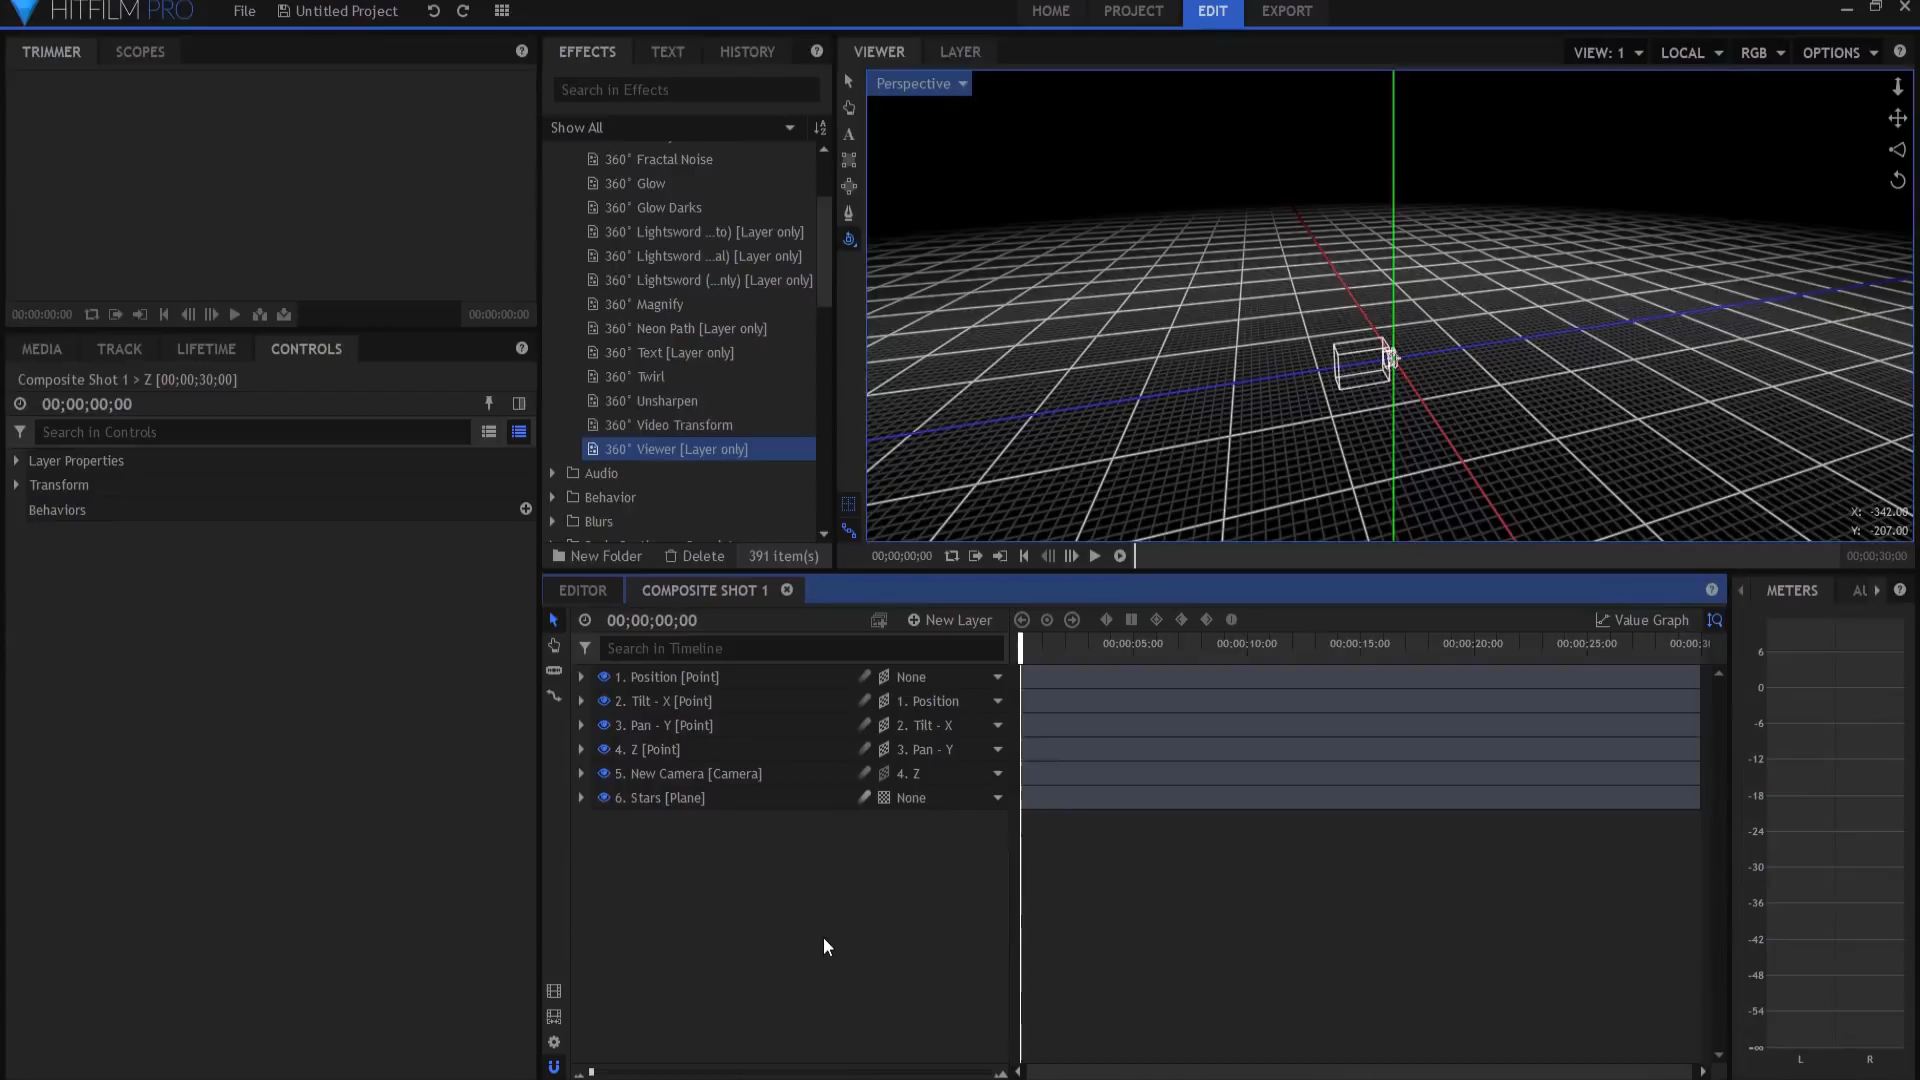 HITFILM PRO
File
Untitled Project
HOME
PROJECT
EDIT
EXPORT
TRIMMER
SCOPES
00:00:00:00
00:00:00:00
MEDIA
TRACK
LIFETIME
CONTROLS
Composite Shot 1 > Z [00;00;30;00]
00;00;00;00
Search in Controls
Layer Properties
Transform
Behaviors
EFFECTS
TEXT
HISTORY
Search in Effects
Show All
360° Fractal Noise
360° Glow
360° Glow Darks
360° Lightsword ...to) [Layer only]
360° Lightsword ...al) [Layer only]
360° Lightsword (...nly) [Layer only]
360° Magnify
360° Neon Path [Layer only]
360° Text [Layer only]
360° Twirl
360° Unsharpen
360° Video Transform
360° Viewer [Layer only]
Audio
Behavior
Blurs
New Folder
Delete
391 item(s)
VIEWER
LAYER
VIEW: 1
LOCAL
RGB
OPTIONS
Perspective
X: -342.00
Y: -207.00
00;00;00;00
00;00;30;00
EDITOR
COMPOSITE SHOT 1
00;00;00;00
New Layer
Value Graph
Search in Timeline
00;00;05;00
00;00;10;00
00;00;15;00
00;00;20;00
00;00;25;00
00;00;3
1. Position [Point]
None
2. Tilt - X [Point]
1. Position
3. Pan - Y [Point]
2. Tilt - X
4. Z [Point]
3. Pan - Y
5. New Camera [Camera]
4. Z
6. Stars [Plane]
None
METERS
AU
6
0
-6
-12
-18
-24
-30
-36
-42
-48
-54
-∞
L
R